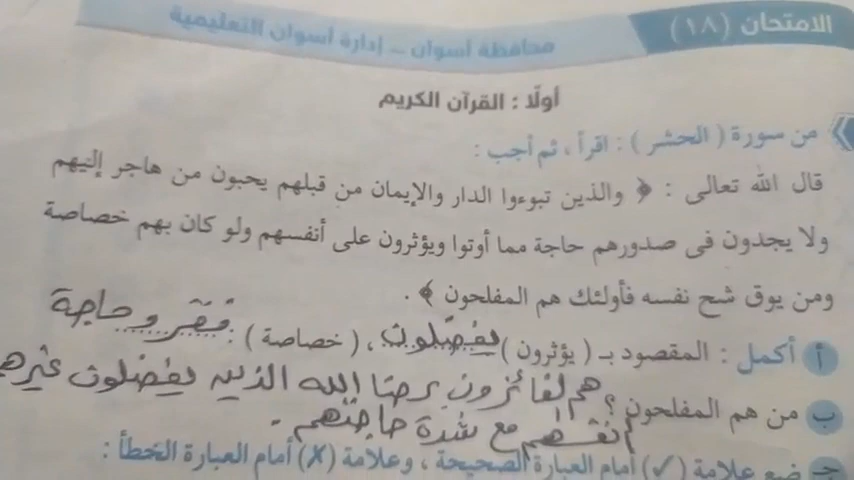 الامتحان (١٨)
محافظة أسوان – إدارة أسوان التعليمية
أولًا : القرآن الكريم
من سورة ( الحشر ) : اقرأ ، ثم أجب :
قال الله تعالى : ﴿ والذين تبوءوا الدار والإيمان من قبلهم يحبون من هاجر إليهم
ولا يجدون فى صدورهم حاجة مما أوتوا ويؤثرون على أنفسهم ولو كان بهم خصاصة
ومن يوق شح نفسه فأولئك هم المفلحون ﴾ .
أ أكمل : المقصود بـ ( يؤثرون ) يفضلون ، ( خصاصة ) : فقر وحاجة
هم الفائزون برضا الله الذين يفضلون غيرهم
ب من هم المفلحون ؟
أنفسهم مع شدة حاجتهم .
جـ ضع علامة (✓) أمام العبارة الصحيحة ، وعلامة (✗) أمام العبارة الخطأ :